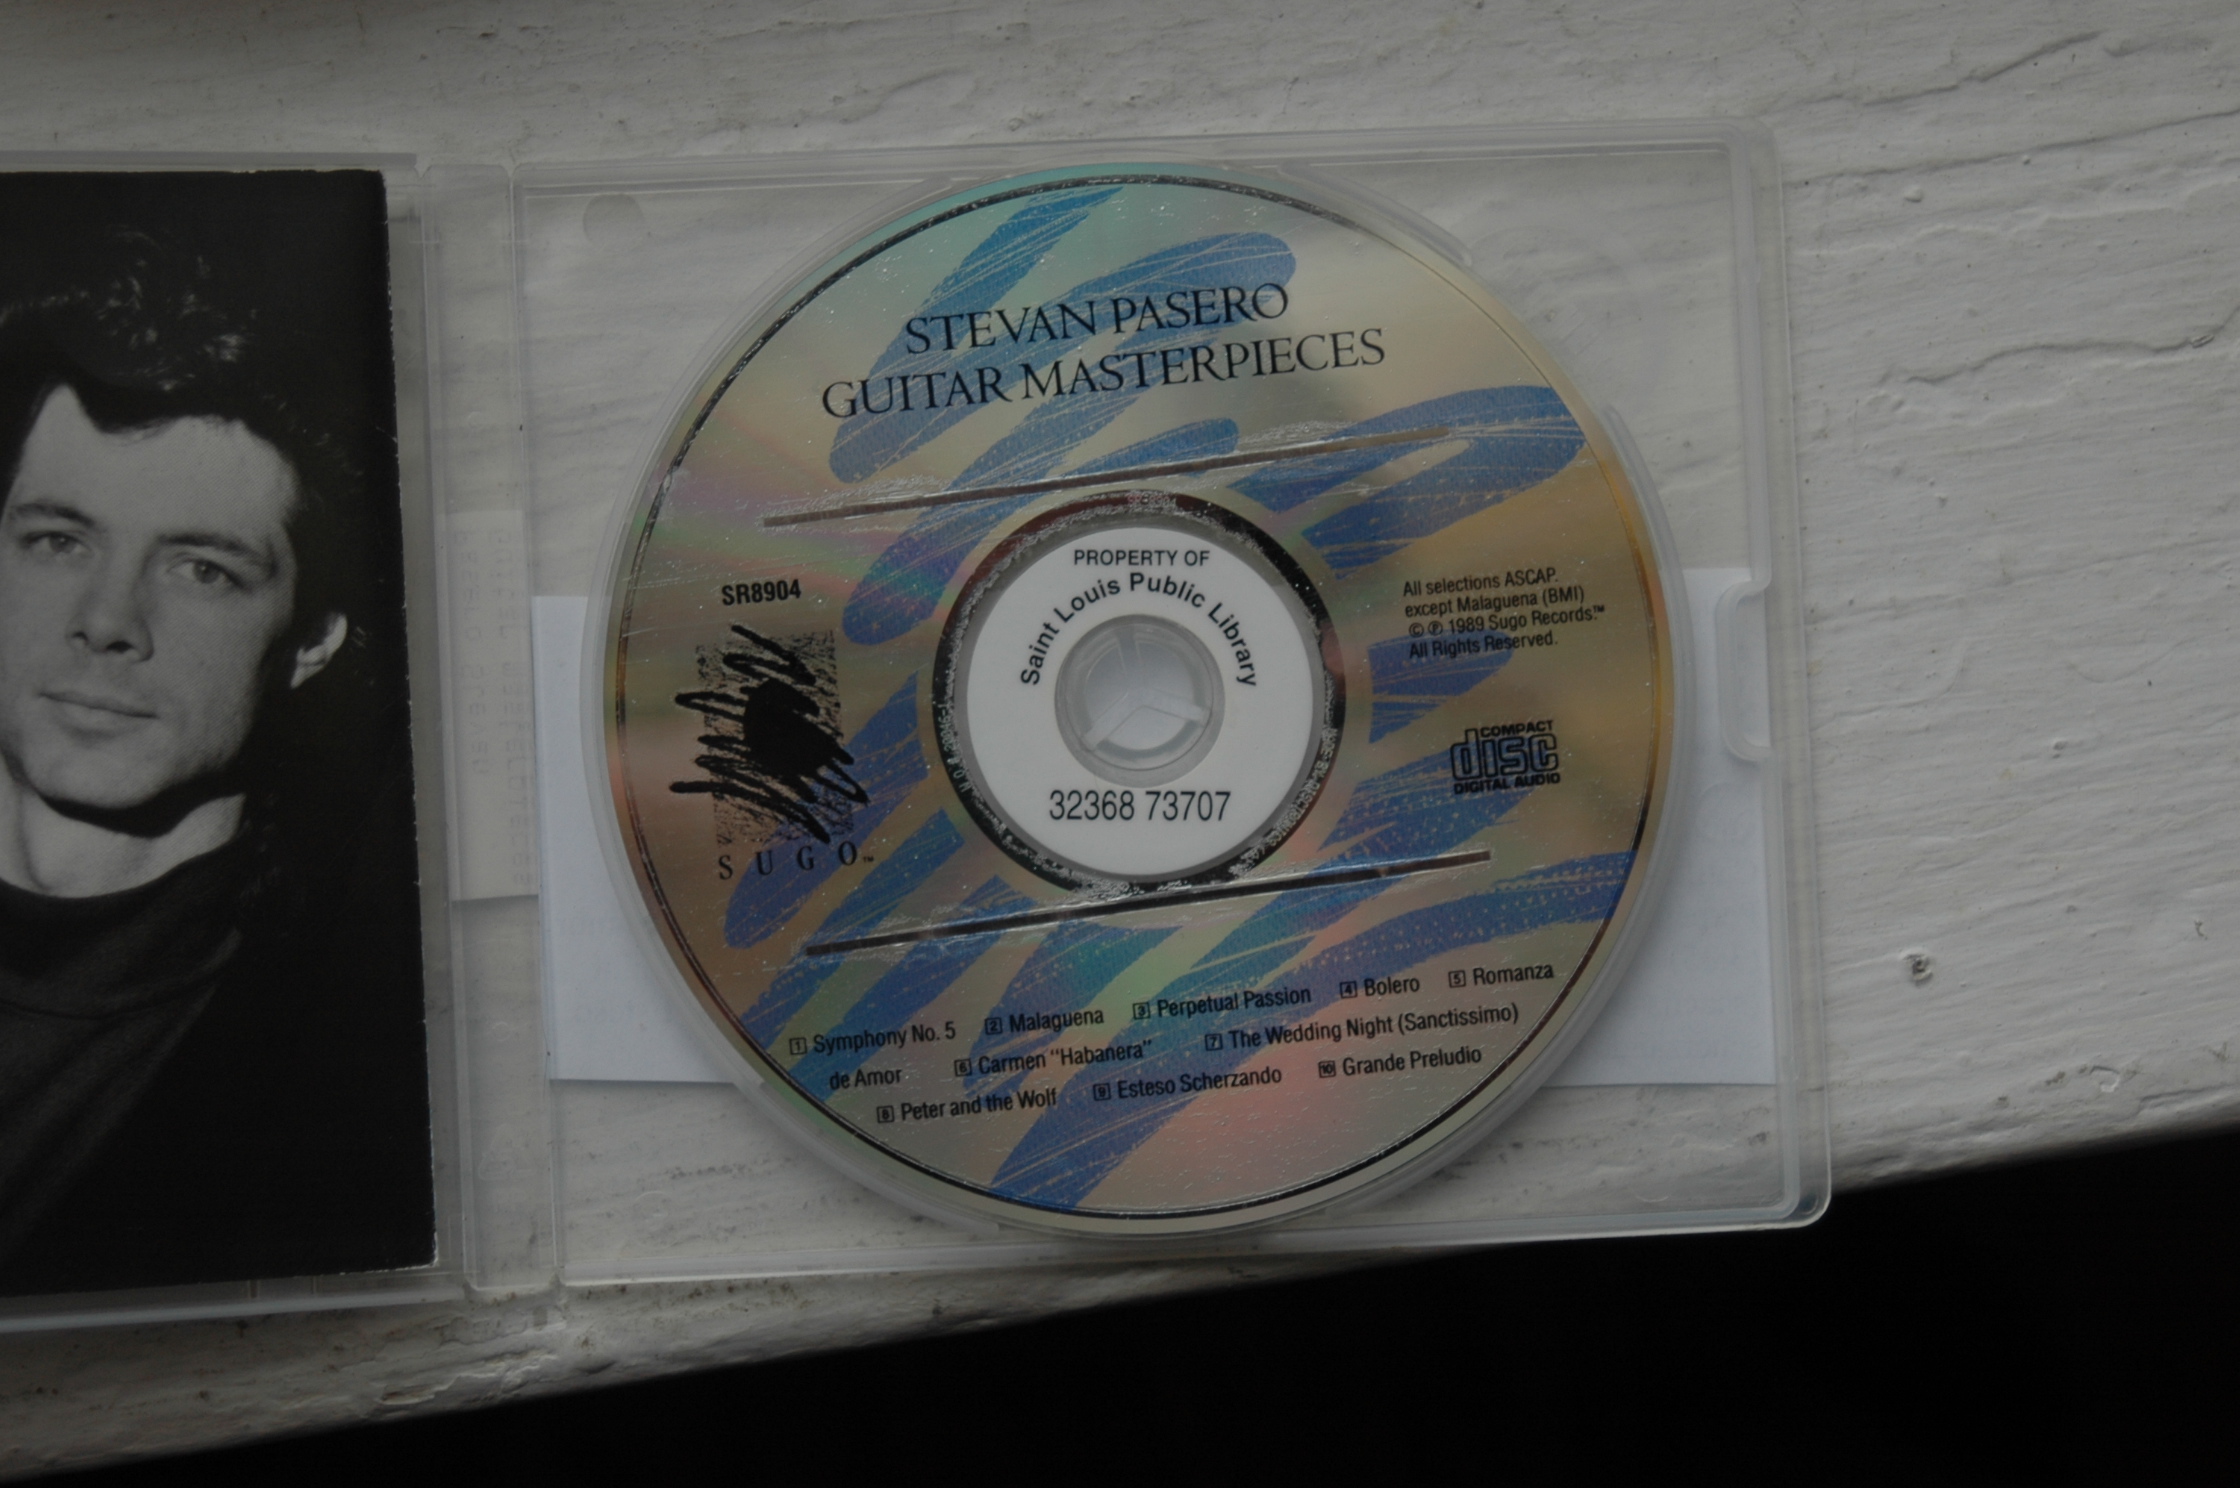 STEVAN PASERO
GUITAR MASTERPIECES
PROPERTY OF
Saint Louis Public Library
32368 73707
SR8904
SUGO™
All selections ASCAP.
except Malaguena (BMI)
© ℗ 1989 Sugo Records.™
All Rights Reserved.
COMPACT
disc
DIGITAL AUDIO
1 Symphony No. 5 2 Malaguena 3 Perpetual Passion 4 Bolero 5 Romanza
de Amor 6 Carmen "Habanera" 7 The Wedding Night (Sanctissimo)
8 Peter and the Wolf 9 Esteso Scherzando 10 Grande Preludio